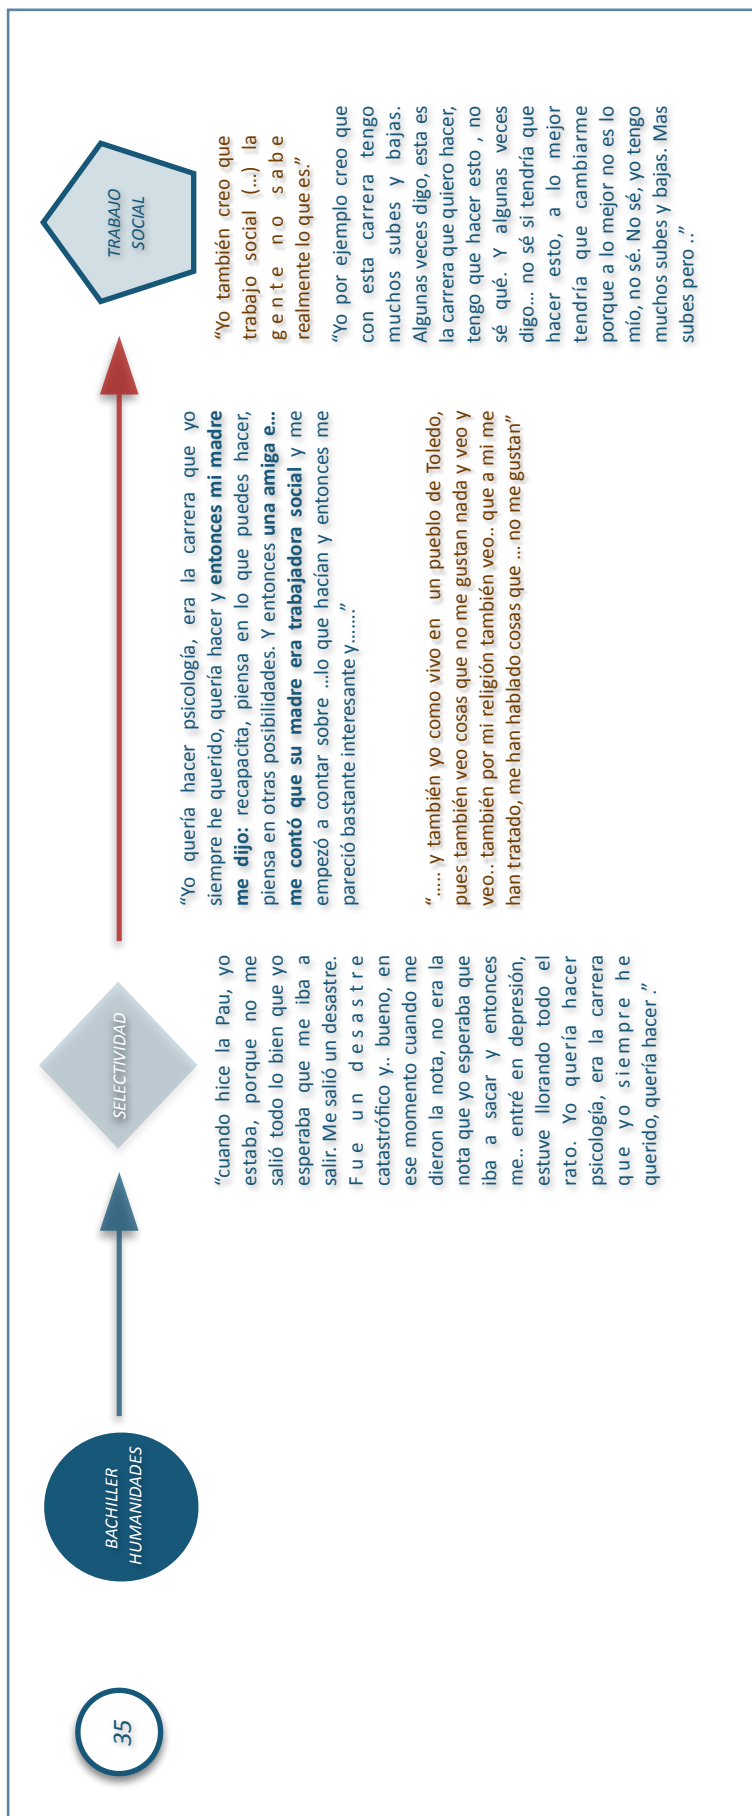 35
BACHILLER
HUMANIDADES
SELECTIVIDAD
TRABAJO
SOCIAL
“cuando hice la Pau, yo
estaba, porque no me
salió todo lo bien que yo
esperaba que me iba a
salir. Me salió un desastre.
Fue un desastre
catastrófico y.. bueno, en
ese momento cuando me
dieron la nota, no era la
nota que yo esperaba que
iba a sacar y entonces
me.. entré en depresión,
estuve llorando todo el
rato. Yo quería hacer
psicología, era la carrera
que yo siempre he
querido, quería hacer .”
“Yo quería hacer psicología, era la carrera que yo
siempre he querido, quería hacer y entonces mi madre
me dijo: recapacita, piensa en lo que puedes hacer,
piensa en otras posibilidades. Y entonces una amiga e...
me contó que su madre era trabajadora social y me
empezó a contar sobre ...lo que hacían y entonces me
pareció bastante interesante y.......”
“..... y también yo como vivo en un pueblo de Toledo,
pues también veo cosas que no me gustan nada y veo y
veo.. también por mi religión también veo.. que a mi me
han tratado, me han hablado cosas que ... no me gustan”
“Yo también creo que
trabajo social (...) la
gente no sabe
realmente lo que es.”
“Yo por ejemplo creo que
con esta carrera tengo
muchos subes y bajas.
Algunas veces digo, esta es
la carrera que quiero hacer,
tengo que hacer esto , no
sé qué. Y algunas veces
digo... no sé si tendría que
hacer esto, a lo mejor
tendría que cambiarme
porque a lo mejor no es lo
mío, no sé. No sé, yo tengo
muchos subes y bajas. Mas
subes pero ..”